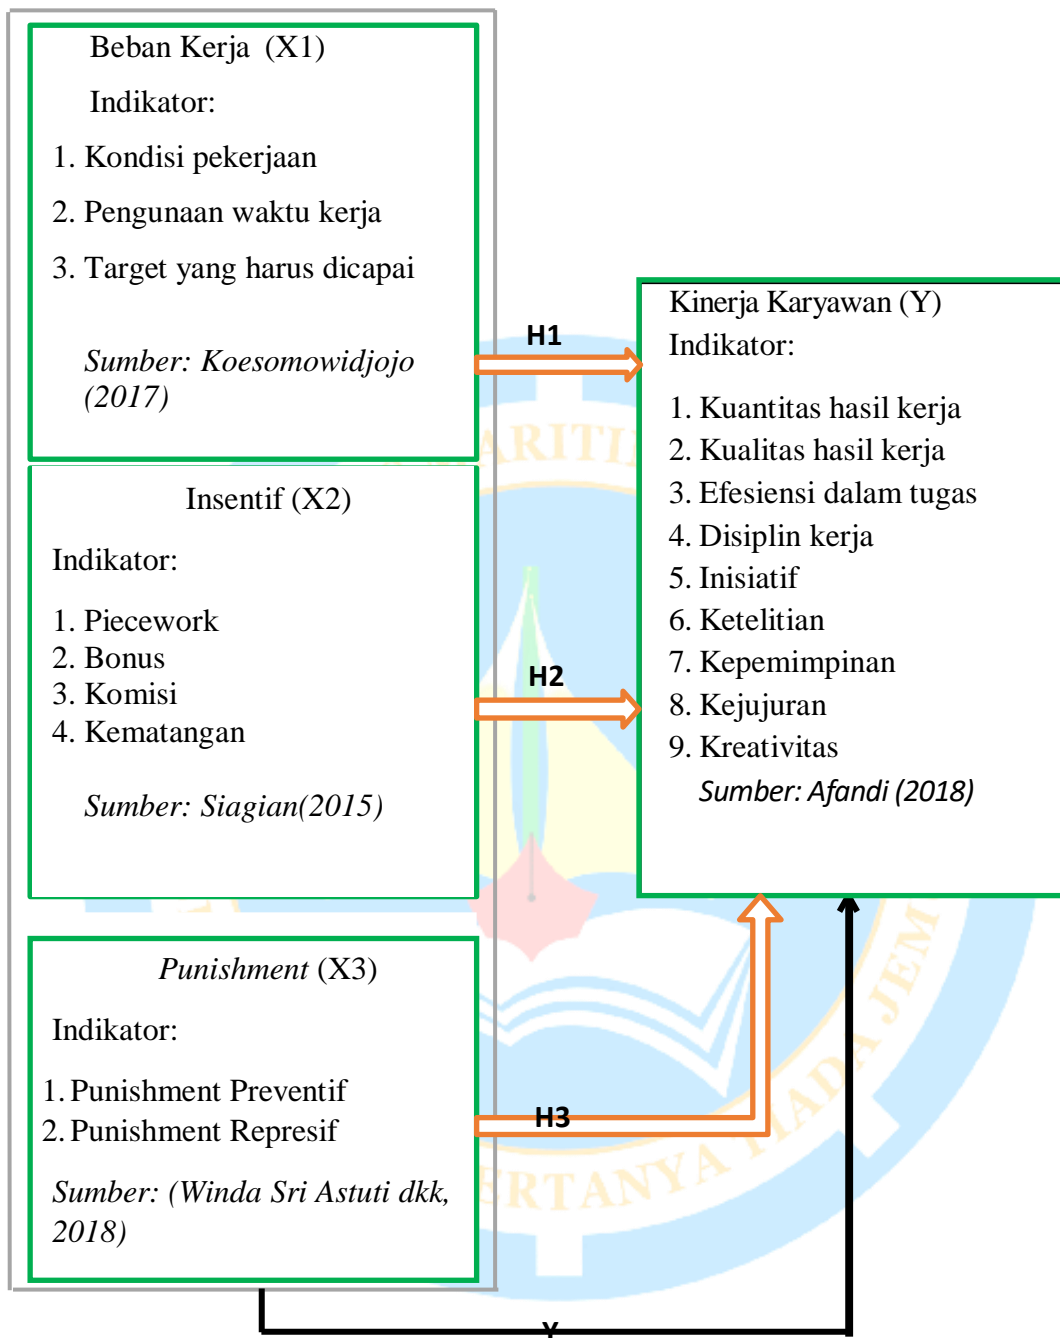 Beban Kerja (X1)
Indikator:
1. Kondisi pekerjaan
2. Pengunaan waktu kerja
3. Target yang harus dicapai
Sumber: Koesomowidjojo
(2017)
H1
Insentif (X2)
Indikator:
1. Piecework
2. Bonus
3. Komisi
4. Kematangan
Sumber: Siagian(2015)
H2
Punishment (X3)
Indikator:
1. Punishment Preventif
2. Punishment Represif
Sumber: (Winda Sri Astuti dkk,
2018)
H3
Kinerja Karyawan (Y)
Indikator:
1. Kuantitas hasil kerja
2. Kualitas hasil kerja
3. Efesiensi dalam tugas
4. Disiplin kerja
5. Inisiatif
6. Ketelitian
7. Kepemimpinan
8. Kejujuran
9. Kreativitas
Sumber: Afandi (2018)
Y